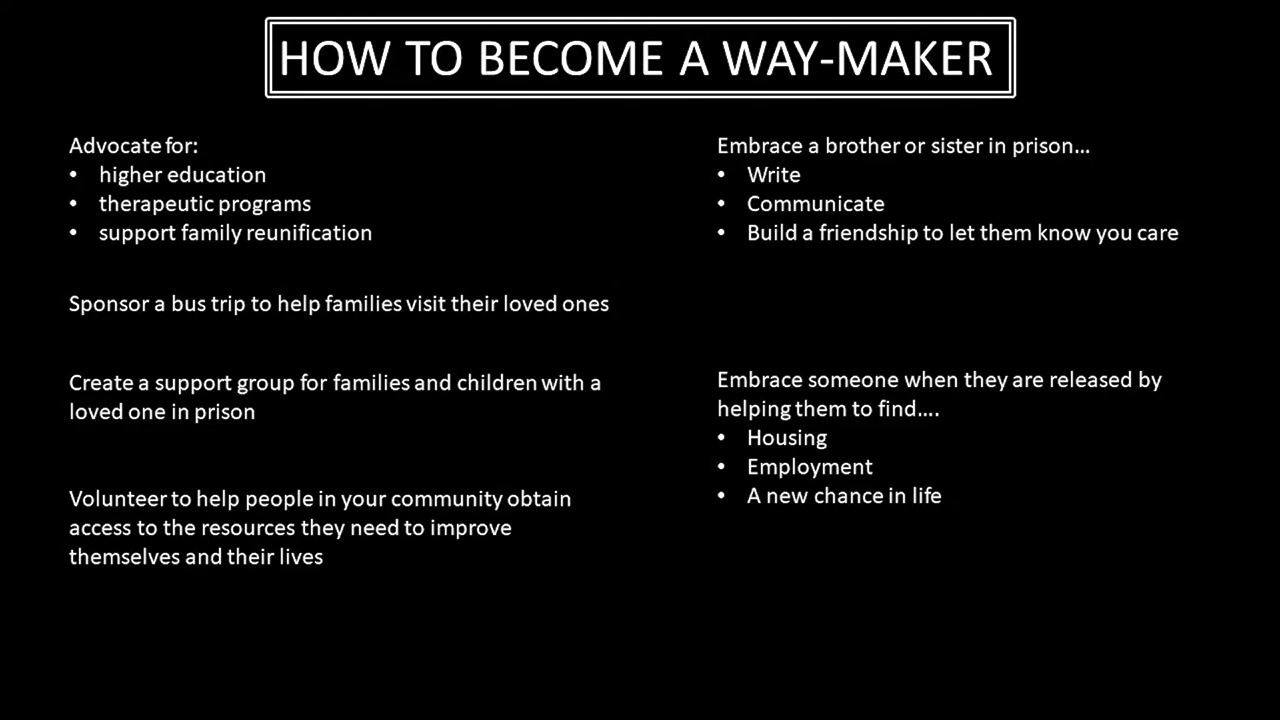 HOW TO BECOME A WAY-MAKER
Advocate for:
• higher education
• therapeutic programs
• support family reunification
Sponsor a bus trip to help families visit their loved ones
Create a support group for families and children with a
loved one in prison
Volunteer to help people in your community obtain
access to the resources they need to improve
themselves and their lives
Embrace a brother or sister in prison...
• Write
• Communicate
• Build a friendship to let them know you care
Embrace someone when they are released by
helping them to find....
• Housing
• Employment
• A new chance in life